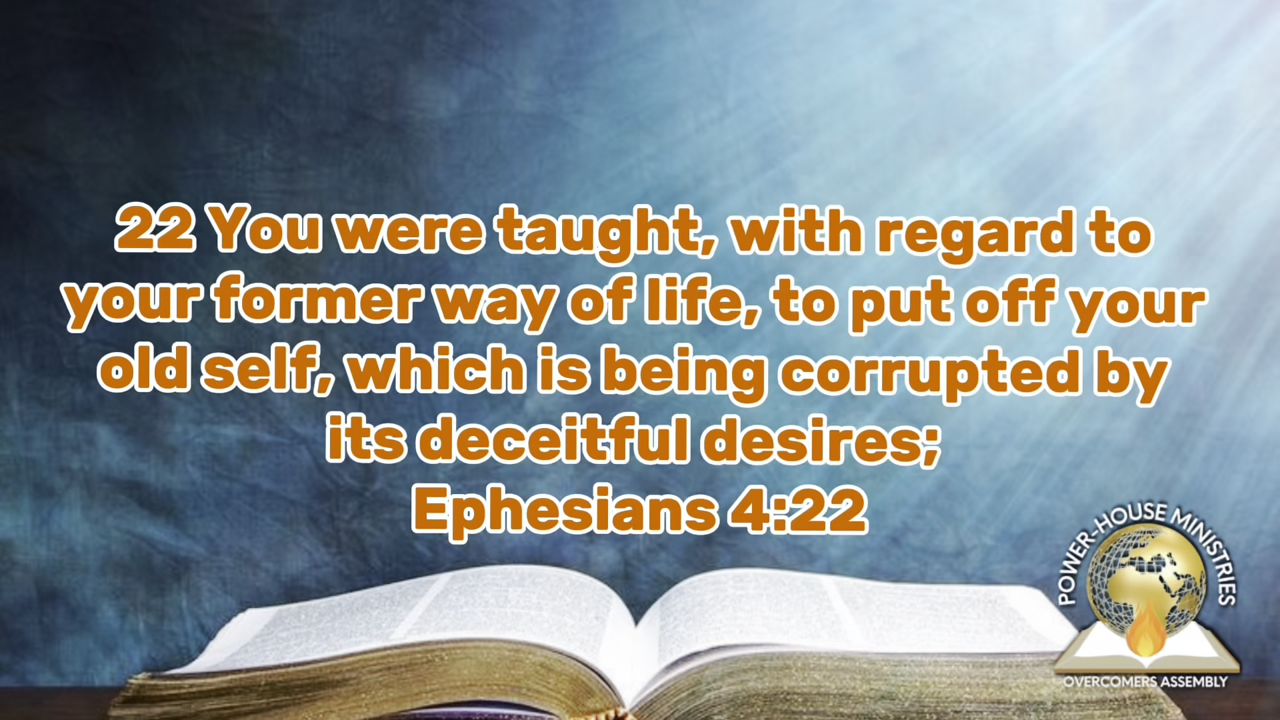 22 You were taught, with regard to
your former way of life, to put off your
old self, which is being corrupted by
its deceitful desires;
Ephesians 4:22
POWER-HOUSE MINISTRIES
OVERCOMERS ASSEMBLY